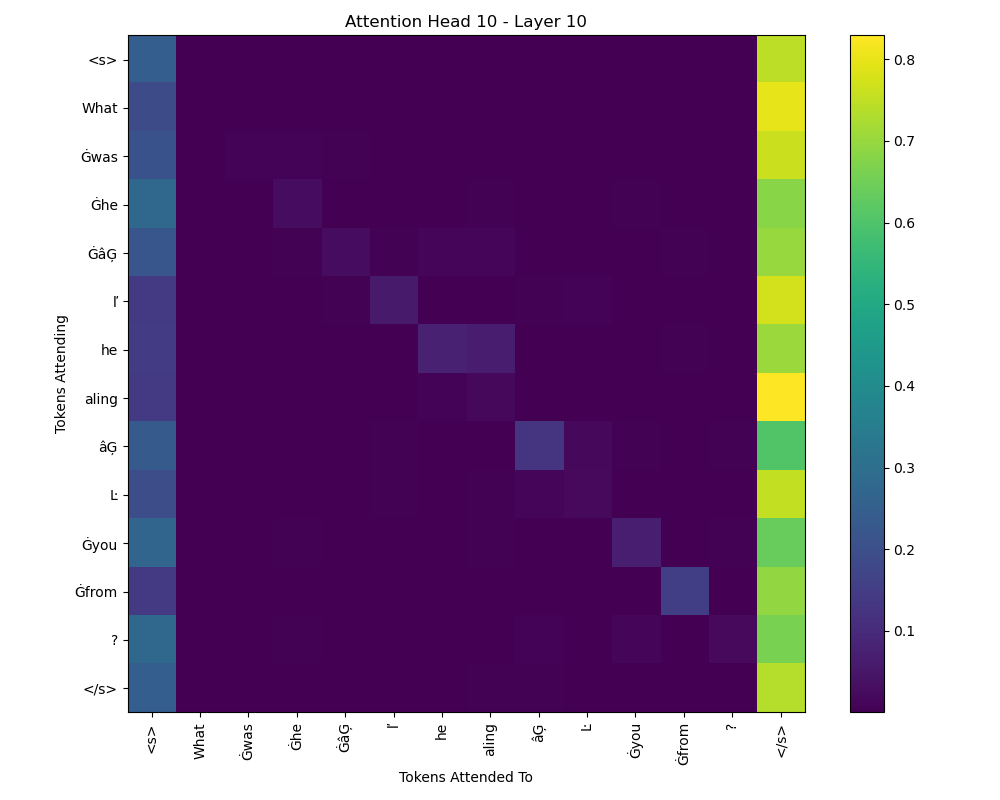 Attention Head 10 - Layer 10
Tokens Attending
<s>
What
Ġwas
Ġhe
ĠâĢ
ľ
he
aling
âĢ
Ŀ
Ġyou
Ġfrom
?
</s>
<s>
What
Ġwas
Ġhe
ĠâĢ
ľ
he
aling
âĢ
Ŀ
Ġyou
Ġfrom
?
</s>
Tokens Attended To
0.8
0.7
0.6
0.5
0.4
0.3
0.2
0.1